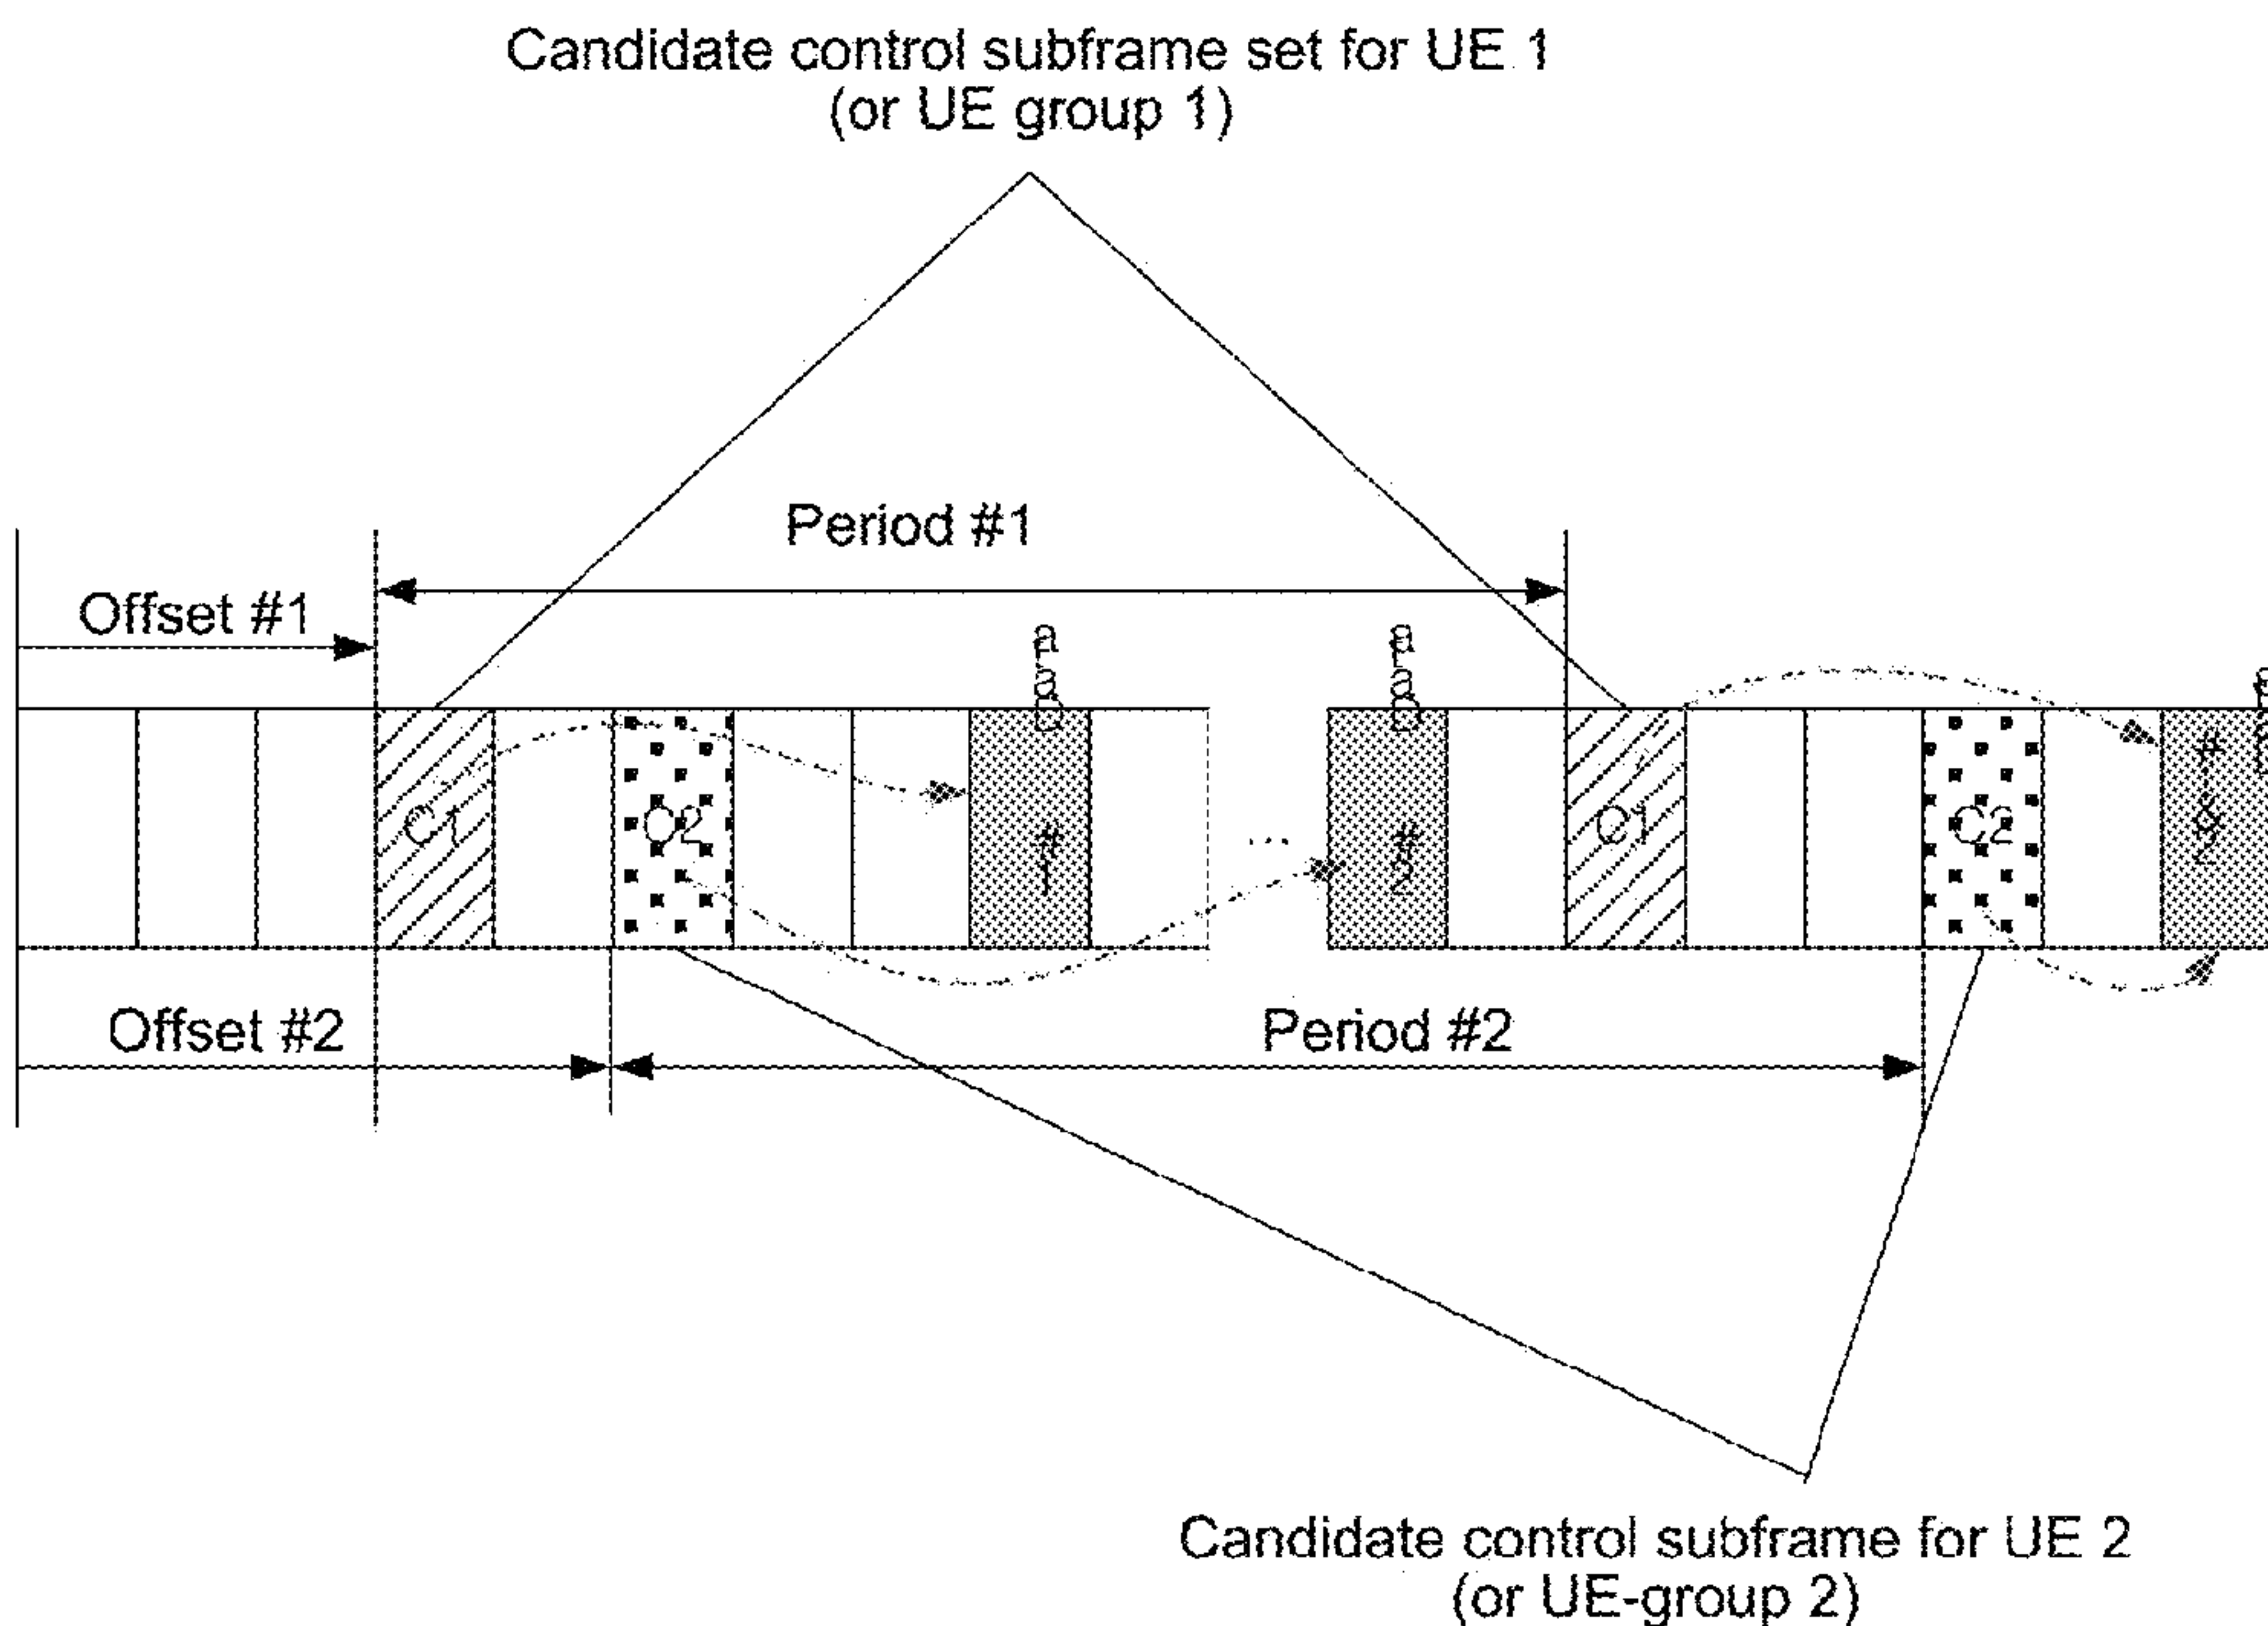 Candidate control subframe set for UE 1
(or UE group 1)
Period #1
Offset #1
C1
C2
#1
...
#2
C1
C2
Offset #2
Period #2
Candidate control subframe for UE 2
(or UE-group 2)